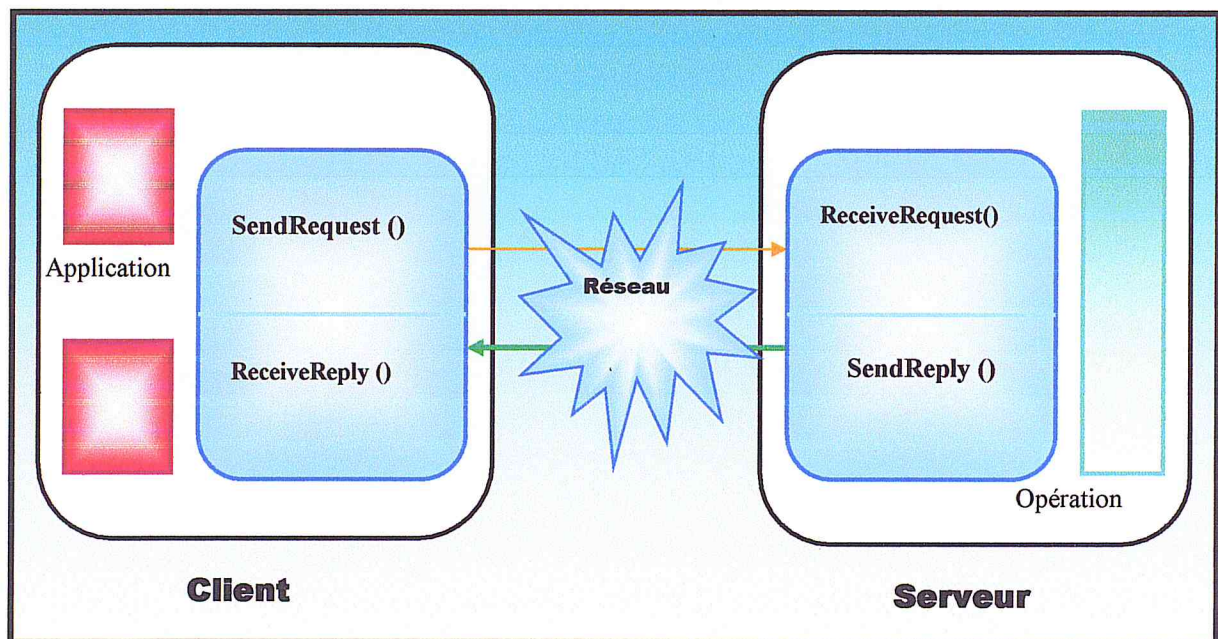 SendRequest ()
Application
ReceiveReply ()
Réseau
ReceiveRequest()
SendReply ()
Opération
Client
Serveur